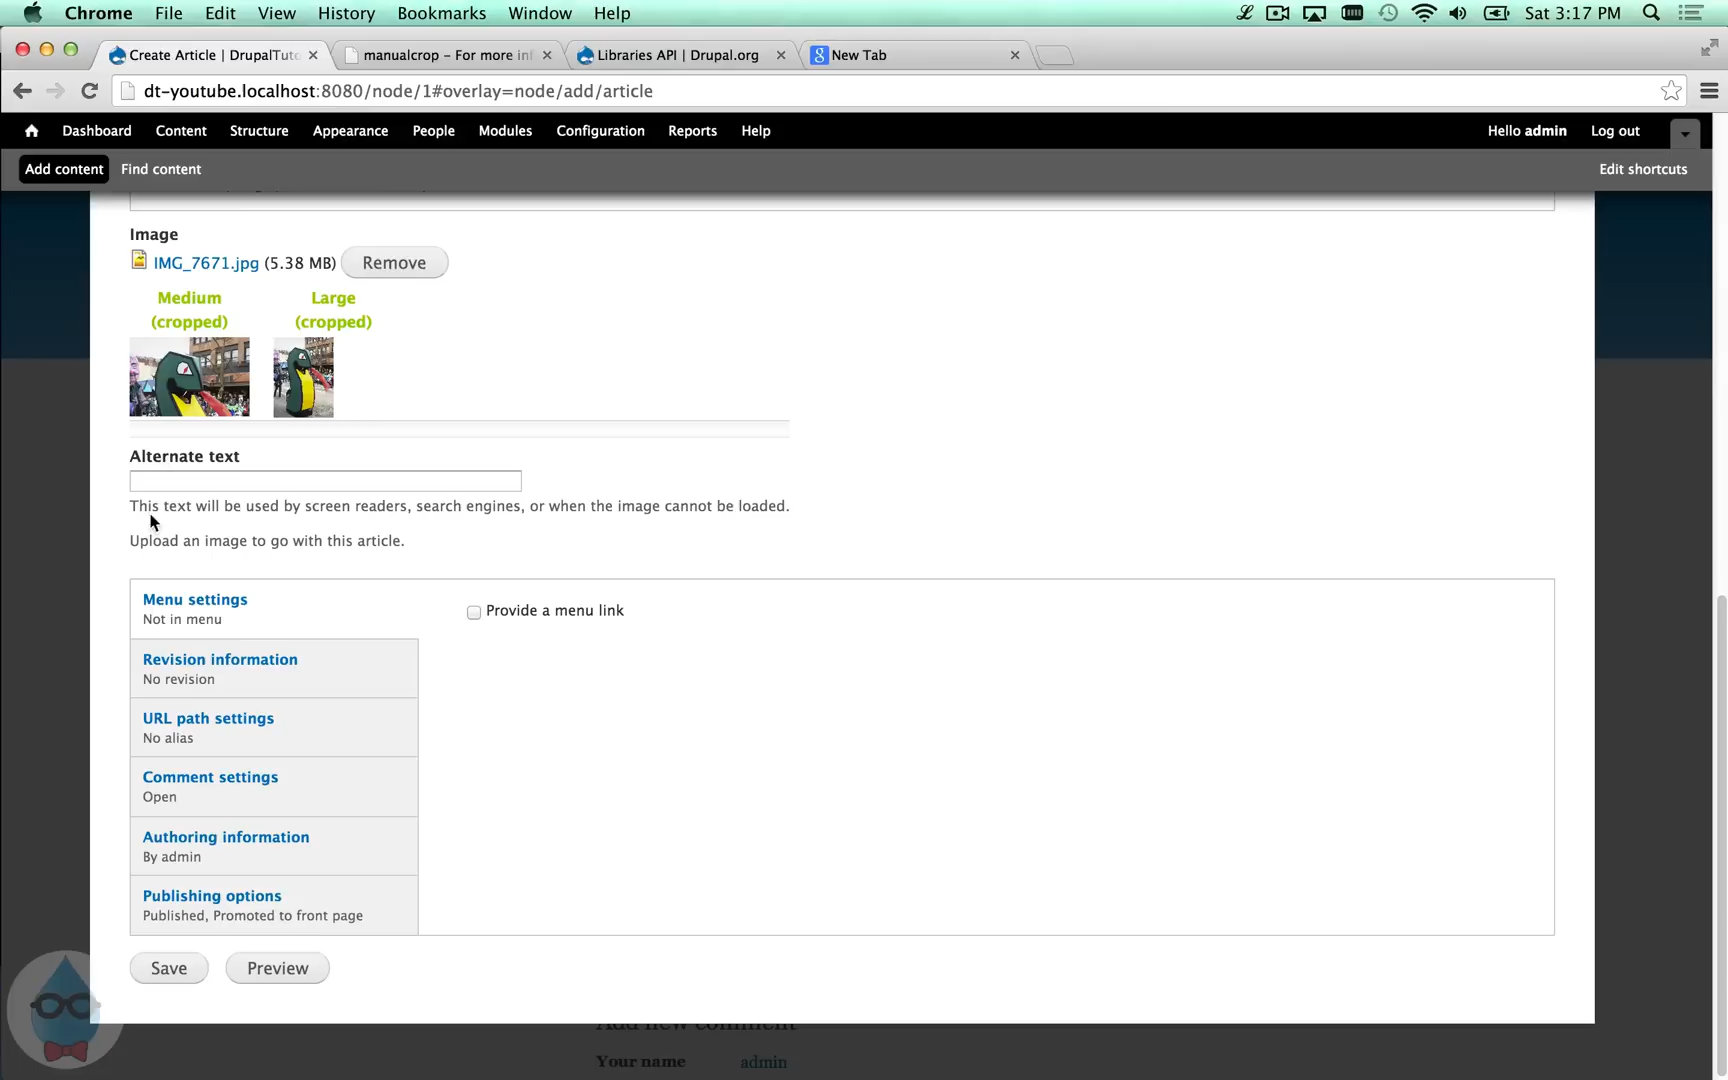 Chrome File Edit View History Bookmarks Window Help Sat 3:17 PM
Create Article | DrupalTuto manualcrop – For more inf Libraries API | Drupal.org New Tab
dt-youtube.localhost:8080/node/1#overlay=node/add/article
Dashboard Content Structure Appearance People Modules Configuration Reports Help Hello admin Log out
Add content Find content Edit shortcuts
Image
IMG_7671.jpg (5.38 MB) Remove
Medium Large
(cropped) (cropped)
Alternate text
This text will be used by screen readers, search engines, or when the image cannot be loaded.
Upload an image to go with this article.
Menu settings
Not in menu
Provide a menu link
Revision information
No revision
URL path settings
No alias
Comment settings
Open
Authoring information
By admin
Publishing options
Published, Promoted to front page
Save Preview
Add new comment
Your name admin